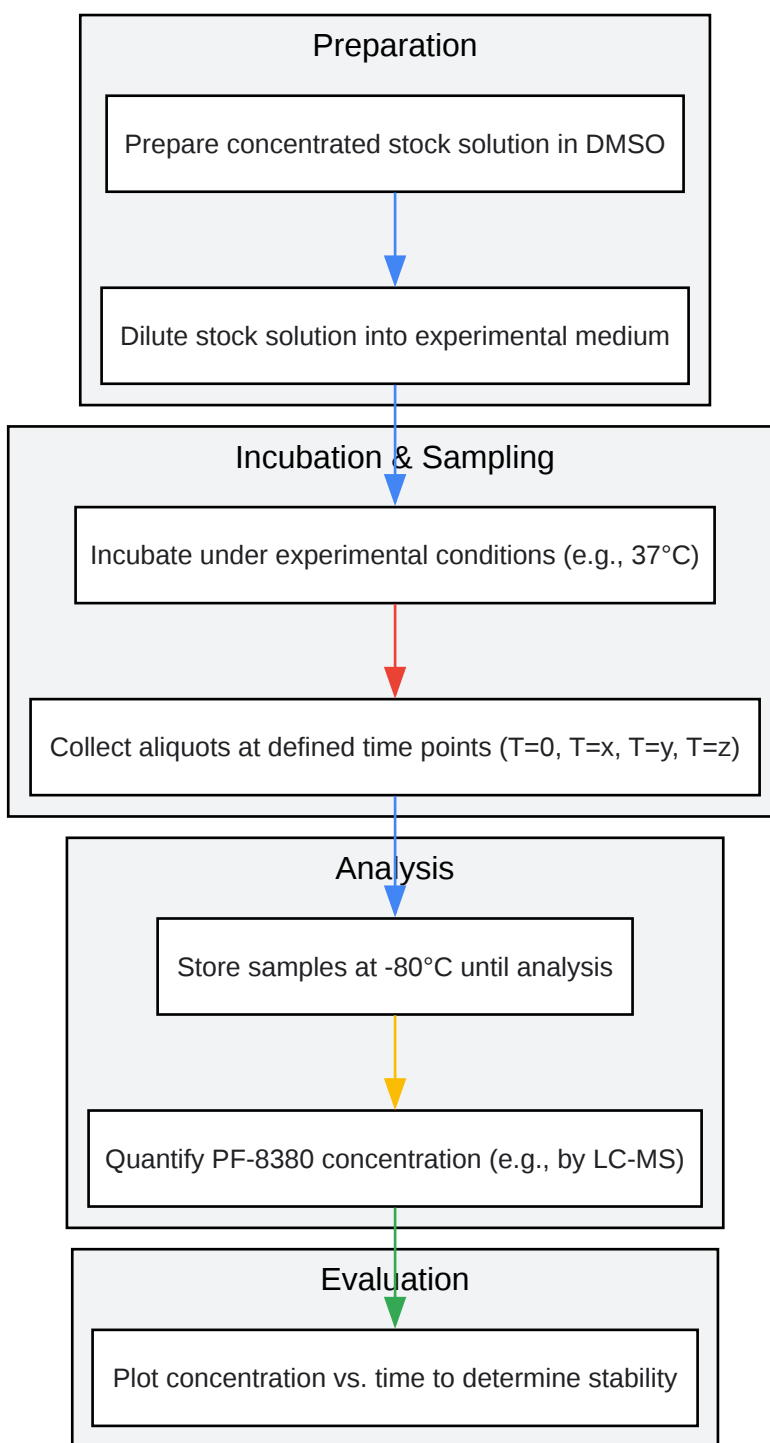 Preparation
Prepare concentrated stock solution in DMSO
Dilute stock solution into experimental medium
Incubation & Sampling
Incubate under experimental conditions (e.g., 37°C)
Collect aliquots at defined time points (T=0, T=x, T=y, T=z)
Analysis
Store samples at -80°C until analysis
Quantify PF-8380 concentration (e.g., by LC-MS)
Evaluation
Plot concentration vs. time to determine stability